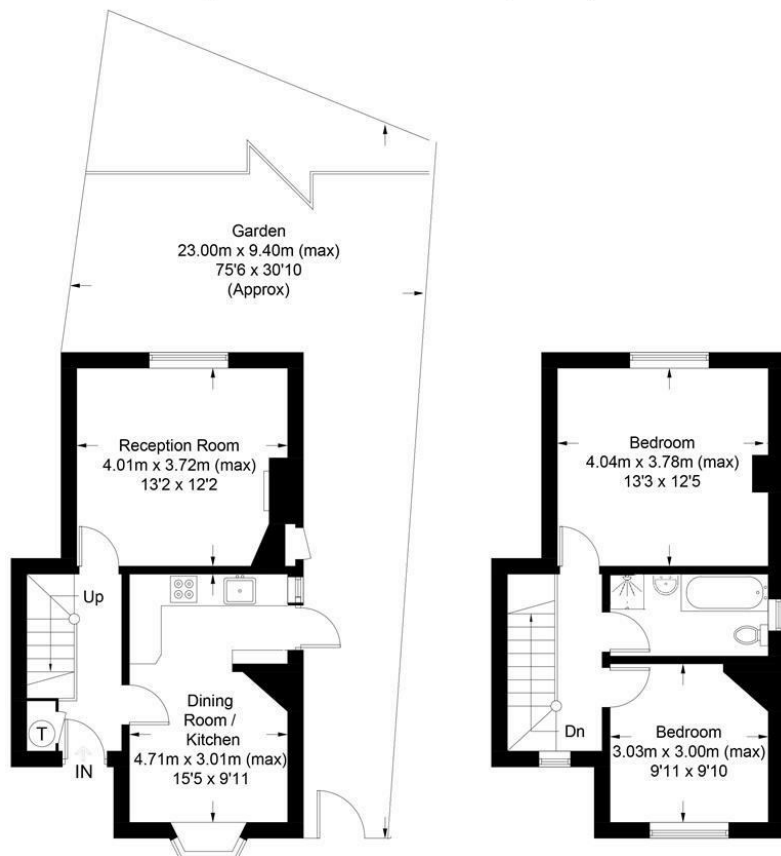 Garden
23.00m x 9.40m (max)
75'6 x 30'10
(Approx)
Reception Room
4.01m x 3.72m (max)
13'2 x 12'2
Bedroom
4.04m x 3.78m (max)
13'3 x 12'5
Up
T
IN
Dining
Room /
Kitchen
4.71m x 3.01m (max)
15'5 x 9'11
Dn
Bedroom
3.03m x 3.00m (max)
9'11 x 9'10